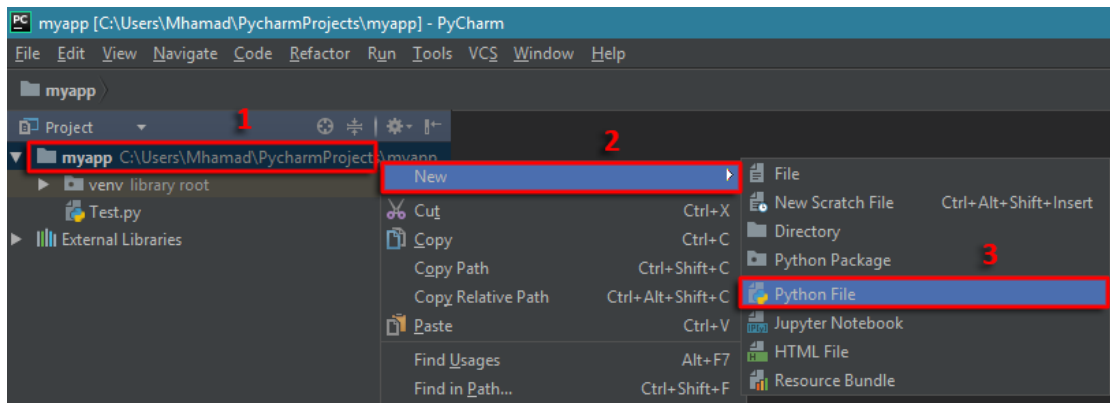 PC myapp [C:\Users\Mhamad\PycharmProjects\myapp] - PyCharm
File Edit View Navigate Code Refactor Run Tools VCS Window Help
myapp
Project
1
myapp C:\Users\Mhamad\PycharmProjects\myapp
venv library root
Test.py
External Libraries
2
New
Cut Ctrl+X
Copy Ctrl+C
Copy Path Ctrl+Shift+C
Copy Relative Path Ctrl+Alt+Shift+C
Paste Ctrl+V
Find Usages Alt+F7
Find in Path... Ctrl+Shift+F
File
New Scratch File Ctrl+Alt+Shift+Insert
Directory
Python Package
3
Python File
Jupyter Notebook
HTML File
Resource Bundle